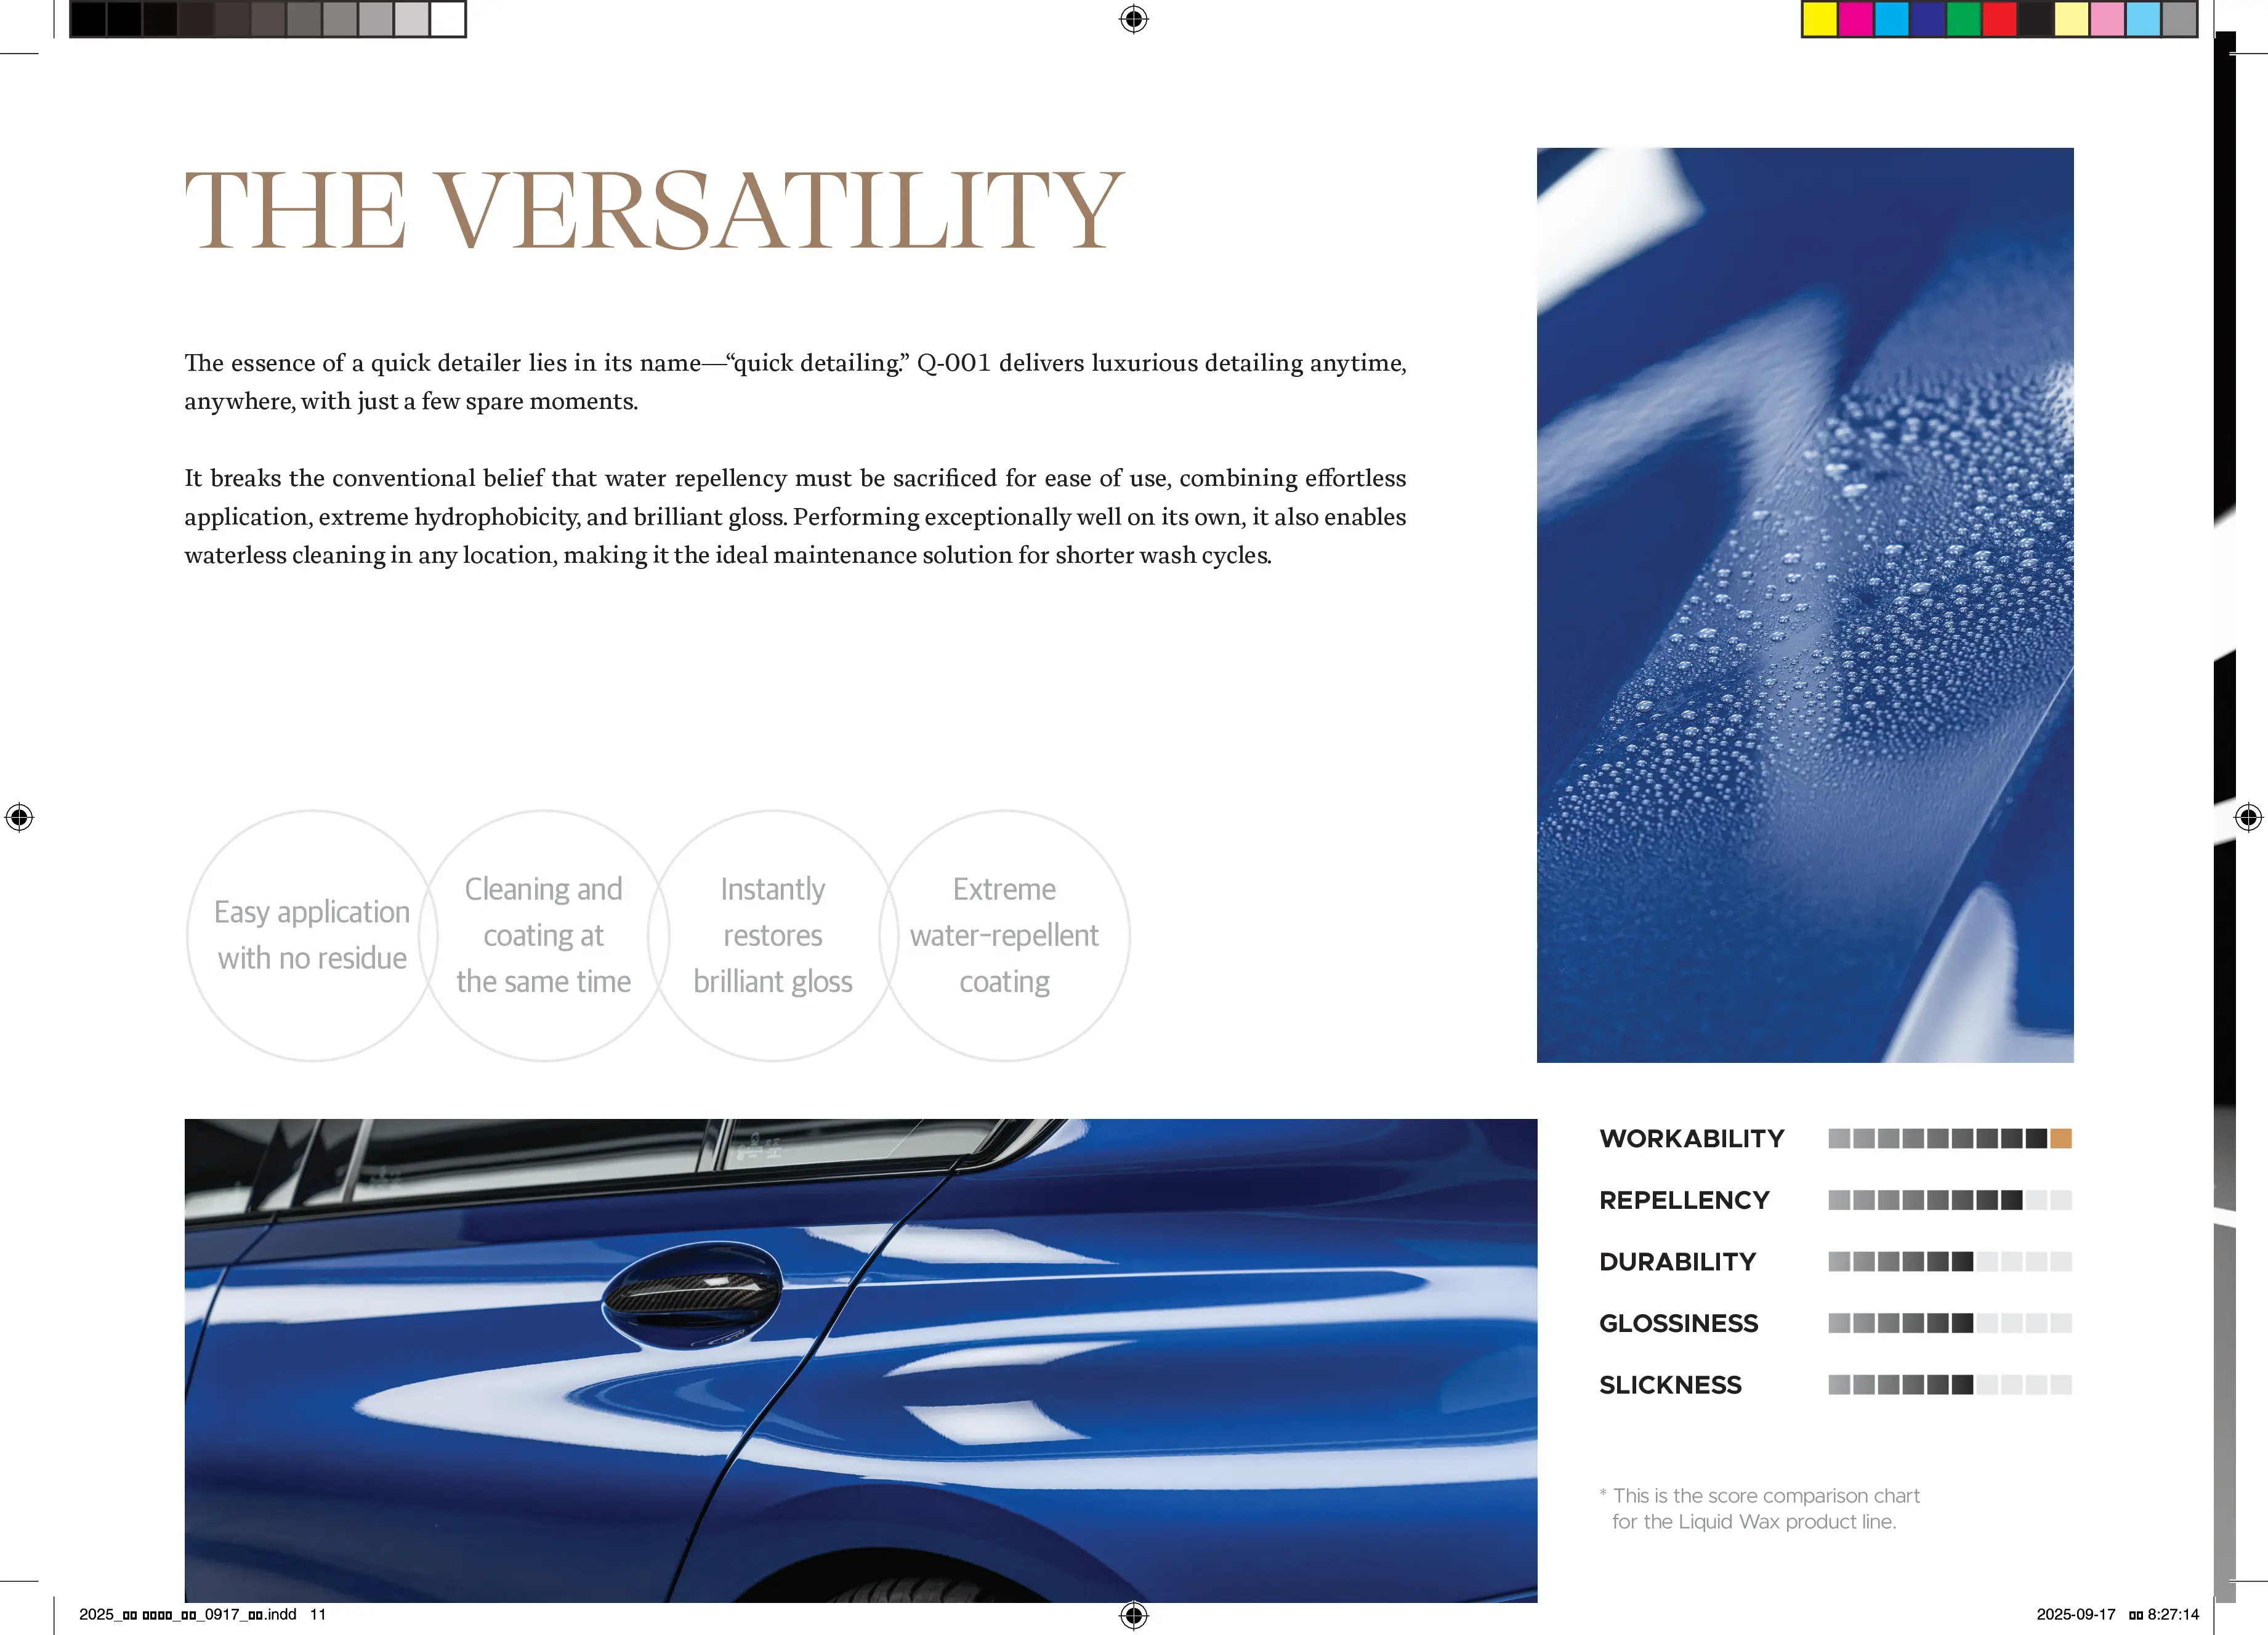 THE VERSATILITY
The essence of a quick detailer lies in its name—“quick detailing.” Q-001 delivers luxurious detailing anytime,
anywhere, with just a few spare moments.
It breaks the conventional belief that water repellency must be sacrificed for ease of use, combining effortless
application, extreme hydrophobicity, and brilliant gloss. Performing exceptionally well on its own, it also enables
waterless cleaning in any location, making it the ideal maintenance solution for shorter wash cycles.
Easy application
with no residue
Cleaning and
coating at
the same time
Instantly
restores
brilliant gloss
Extreme
water-repellent
coating
WORKABILITY
REPELLENCY
DURABILITY
GLOSSINESS
SLICKNESS
* This is the score comparison chart
for the Liquid Wax product line.
2025_▯▯ ▯▯▯▯_▯▯_0917_▯▯.indd 11
2025-09-17 ▯▯ 8:27:14